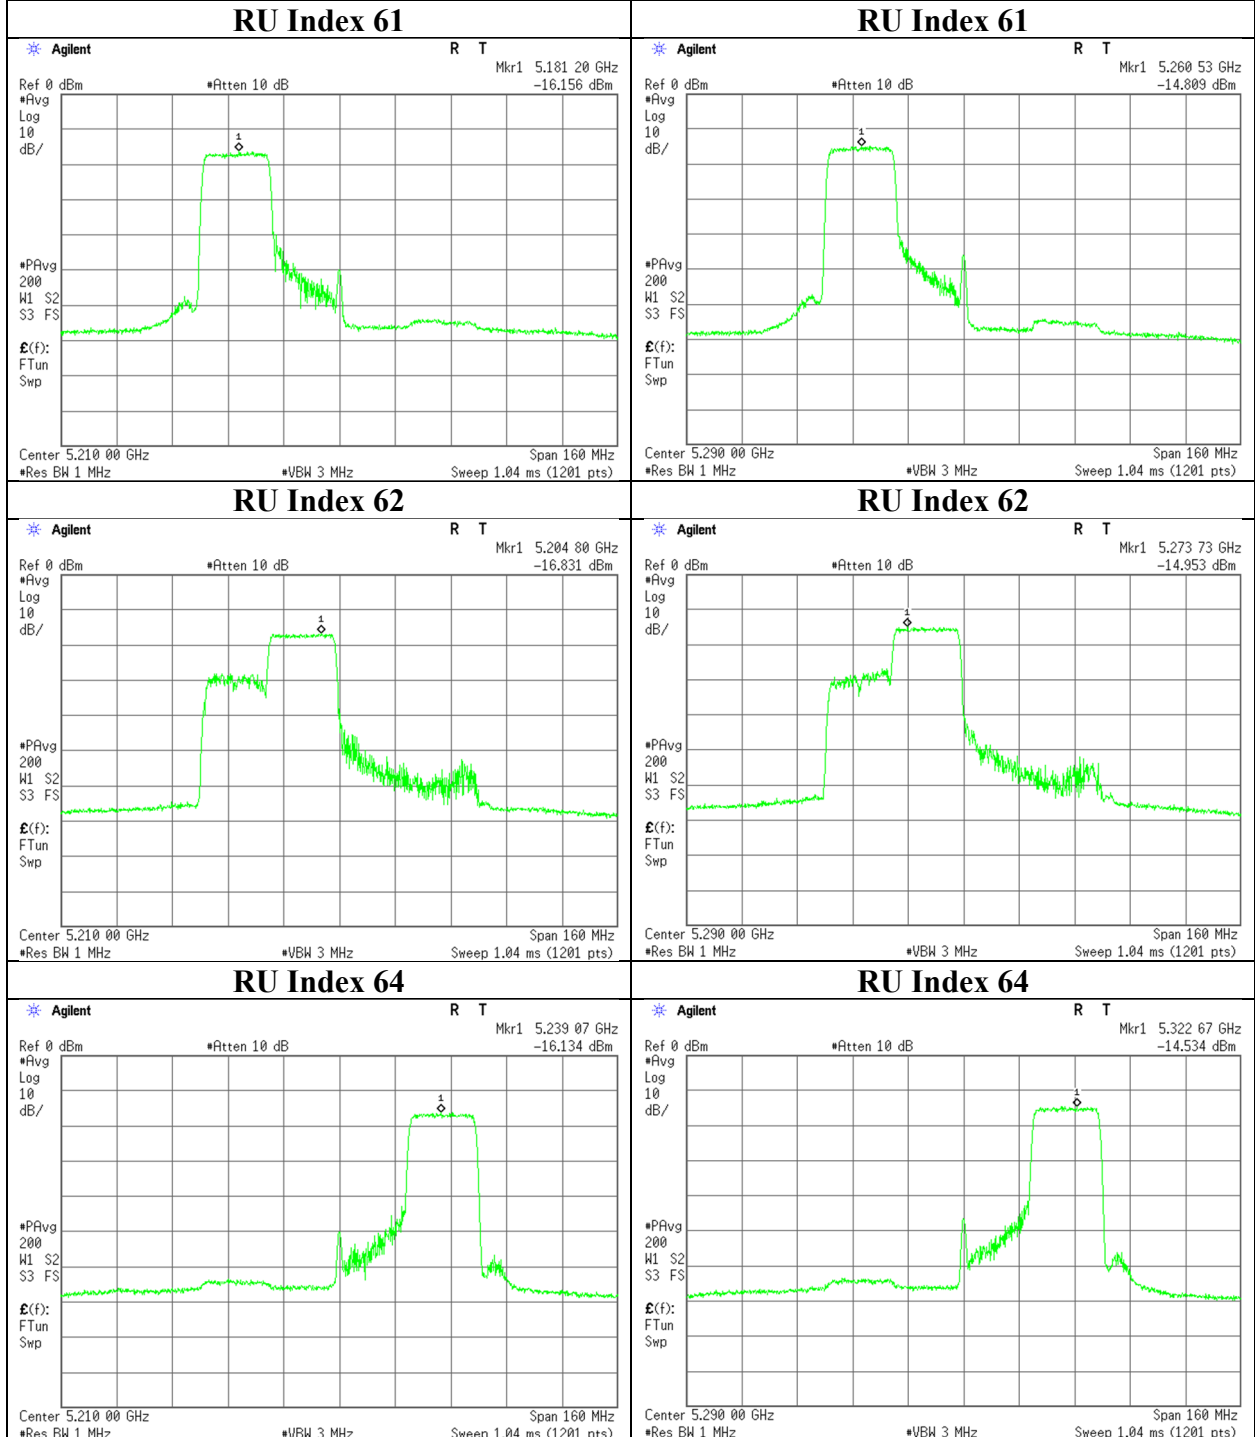 RU Index 61
Agilent R T
Mkr1 5.181 20 GHz
Ref 0 dBm #Atten 10 dB -16.156 dBm
#Avg
Log
10
dB/
1
#PAvg
200
W1 S2
S3 FS
£(f):
FTun
Swp
Center 5.210 00 GHz Span 160 MHz
#Res BW 1 MHz #VBW 3 MHz Sweep 1.04 ms (1201 pts)
RU Index 61
Agilent R T
Mkr1 5.260 53 GHz
Ref 0 dBm #Atten 10 dB -14.809 dBm
#Avg
Log
10
dB/
1
#PAvg
200
W1 S2
S3 FS
£(f):
FTun
Swp
Center 5.290 00 GHz Span 160 MHz
#Res BW 1 MHz #VBW 3 MHz Sweep 1.04 ms (1201 pts)
RU Index 62
Agilent R T
Mkr1 5.204 80 GHz
Ref 0 dBm #Atten 10 dB -16.831 dBm
#Avg
Log
10
dB/
1
#PAvg
200
W1 S2
S3 FS
£(f):
FTun
Swp
Center 5.210 00 GHz Span 160 MHz
#Res BW 1 MHz #VBW 3 MHz Sweep 1.04 ms (1201 pts)
RU Index 62
Agilent R T
Mkr1 5.273 73 GHz
Ref 0 dBm #Atten 10 dB -14.953 dBm
#Avg
Log
10
dB/
1
#PAvg
200
W1 S2
S3 FS
£(f):
FTun
Swp
Center 5.290 00 GHz Span 160 MHz
#Res BW 1 MHz #VBW 3 MHz Sweep 1.04 ms (1201 pts)
RU Index 64
Agilent R T
Mkr1 5.239 07 GHz
Ref 0 dBm #Atten 10 dB -16.134 dBm
#Avg
Log
10
dB/
1
#PAvg
200
W1 S2
S3 FS
£(f):
FTun
Swp
Center 5.210 00 GHz Span 160 MHz
#Res BW 1 MHz #VBW 3 MHz Sweep 1.04 ms (1201 pts)
RU Index 64
Agilent R T
Mkr1 5.322 67 GHz
Ref 0 dBm #Atten 10 dB -14.534 dBm
#Avg
Log
10
dB/
1
#PAvg
200
W1 S2
S3 FS
£(f):
FTun
Swp
Center 5.290 00 GHz Span 160 MHz
#Res BW 1 MHz #VBW 3 MHz Sweep 1.04 ms (1201 pts)